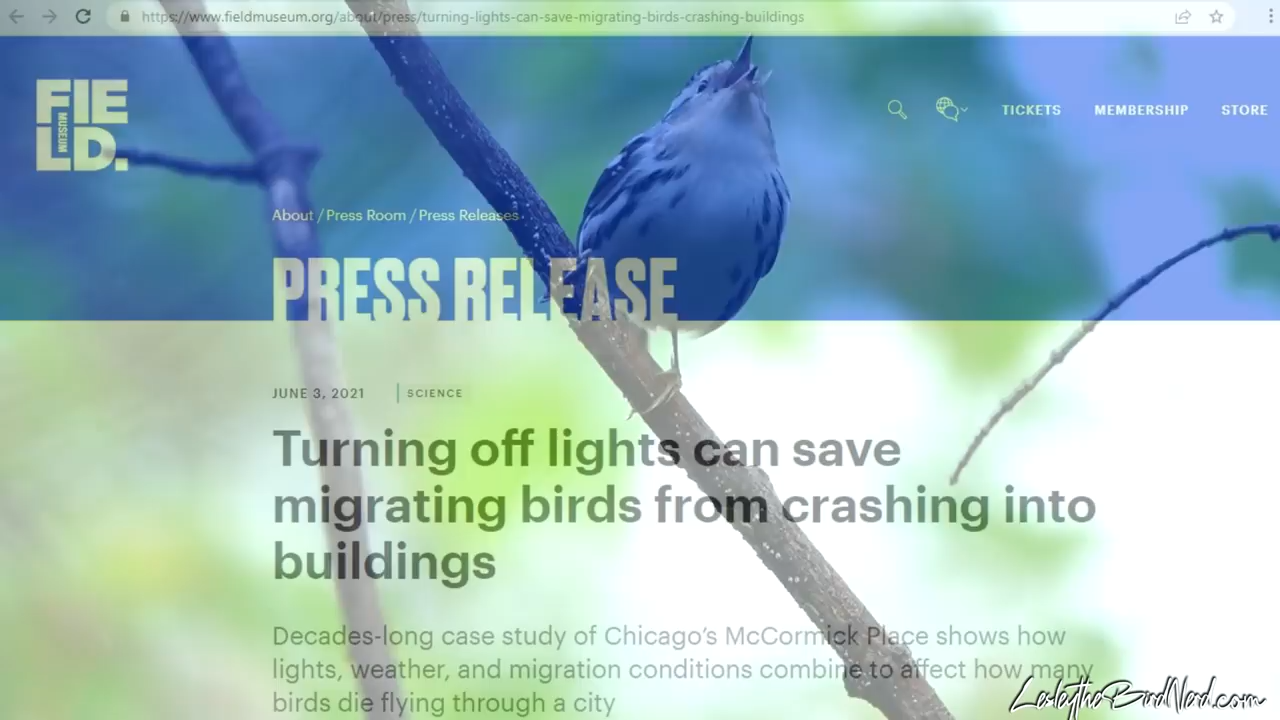 https://www.fieldmuseum.org/about/press/turning-lights-can-save-migrating-birds-crashing-buildings
FIE
LD.
MUSEUM
TICKETS MEMBERSHIP STORE
About / Press Room / Press Releases
PRESS RELEASE
JUNE 3, 2021 | SCIENCE
Turning off lights can save
migrating birds from crashing into
buildings
Decades-long case study of Chicago's McCormick Place shows how
lights, weather, and migration conditions combine to affect how many
birds die flying through a city
LesleytheBirdNerd.com